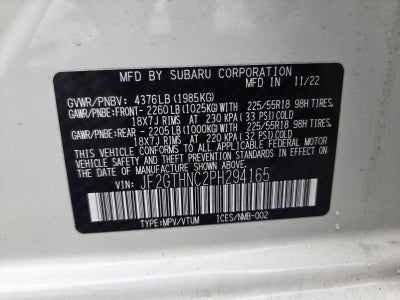 MFD BY SUBARU CORPORATION
MFD IN 11/22
GVWR/PNBV: 4376LB(1985KG)
GAWR/PNBE:FRONT- 2260LB(1025KG)WITH 225/55R18 98H TIRES,
18X7J RIMS AT 230 KPA (33 PSI)COLD
GAWR/PNBE:REAR - 2205LB(1000KG)WITH 225/55R18 98H TIRES,
18X7J RIMS AT 220 KPA (32 PSI)COLD
THIS VEHICLE CONFORMS TO ALL APPLICABLE FEDERAL MOTOR
VEHICLE SAFETY STANDARDS IN EFFECT ON THE DATE OF
MANUFACTURE SHOWN ABOVE.
VIN: JF2GTHNC2PH294165
TYPE:MPV/VTUM ICES/NMB-002